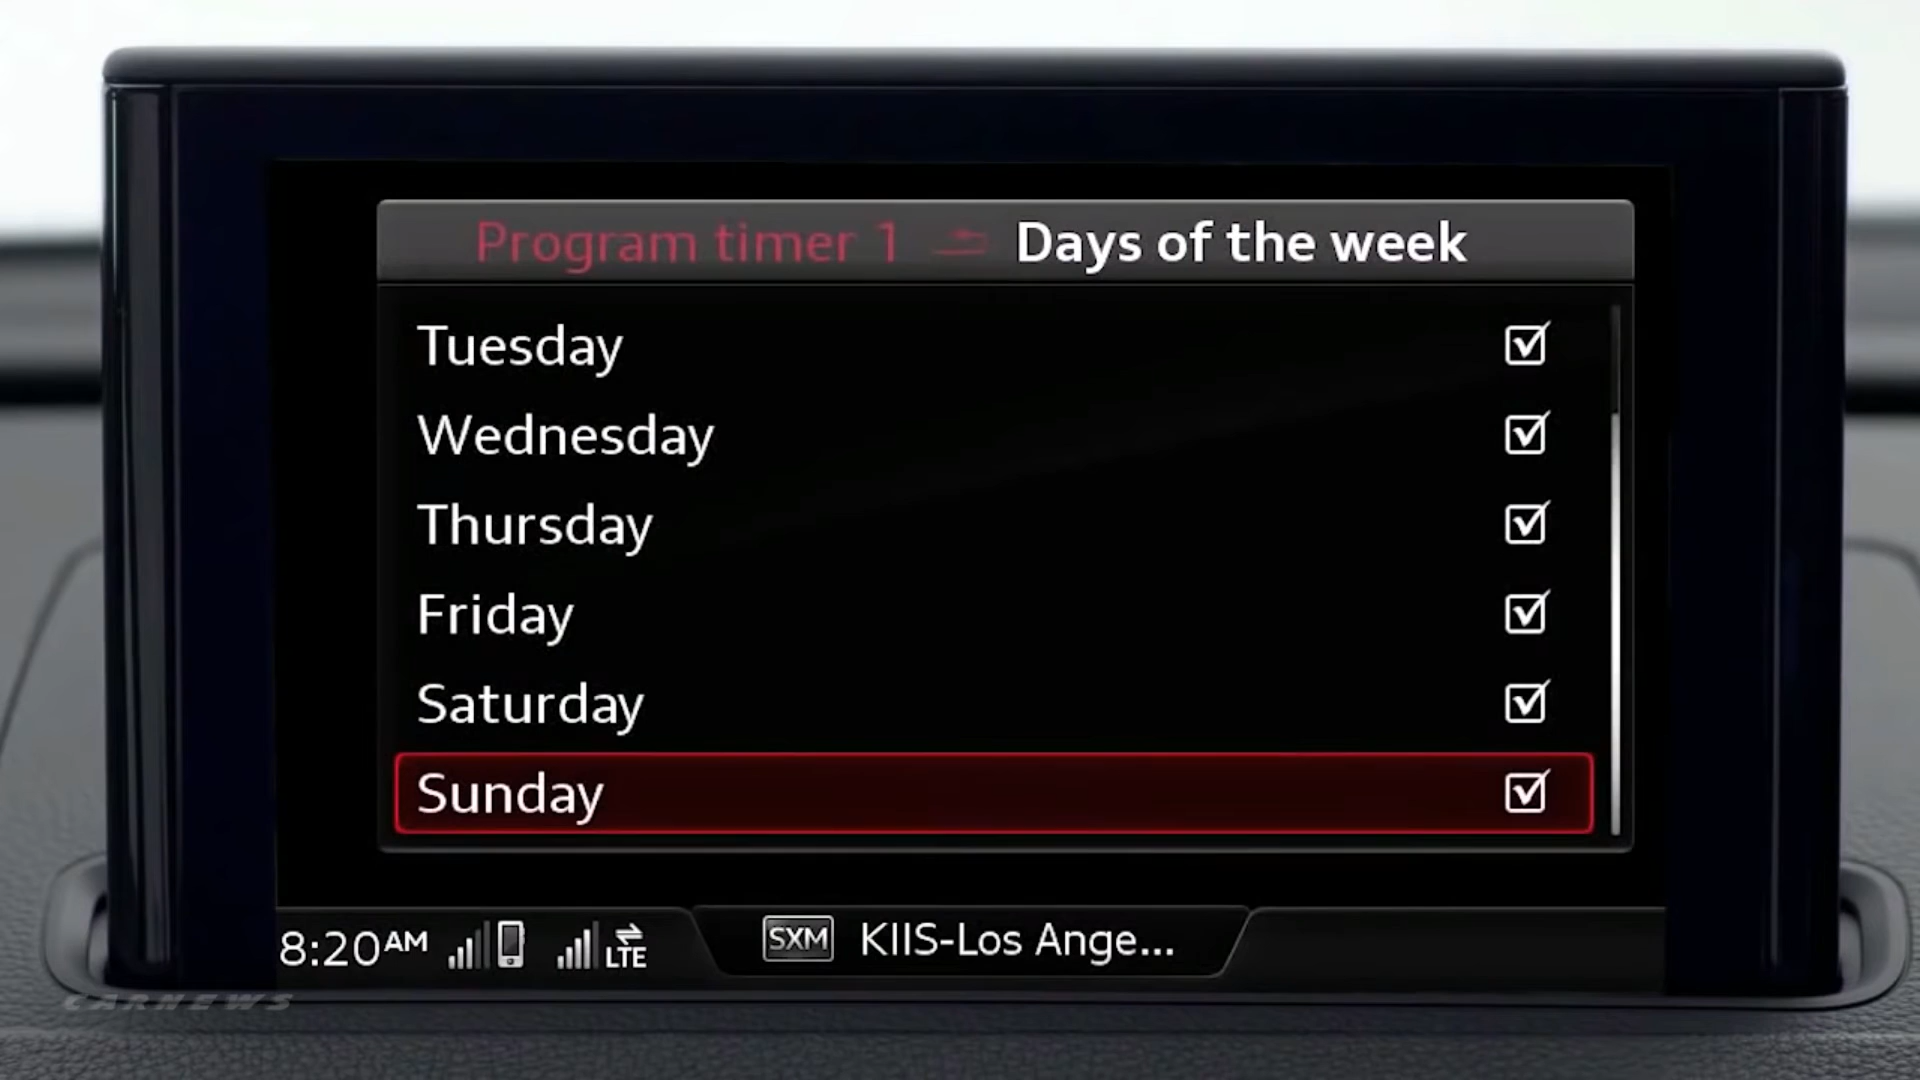 Program timer 1 Days of the week
Tuesday
Wednesday
Thursday
Friday
Saturday
Sunday
8:20AM LTE SXM KIIS-Los Ange...
CARNEWS